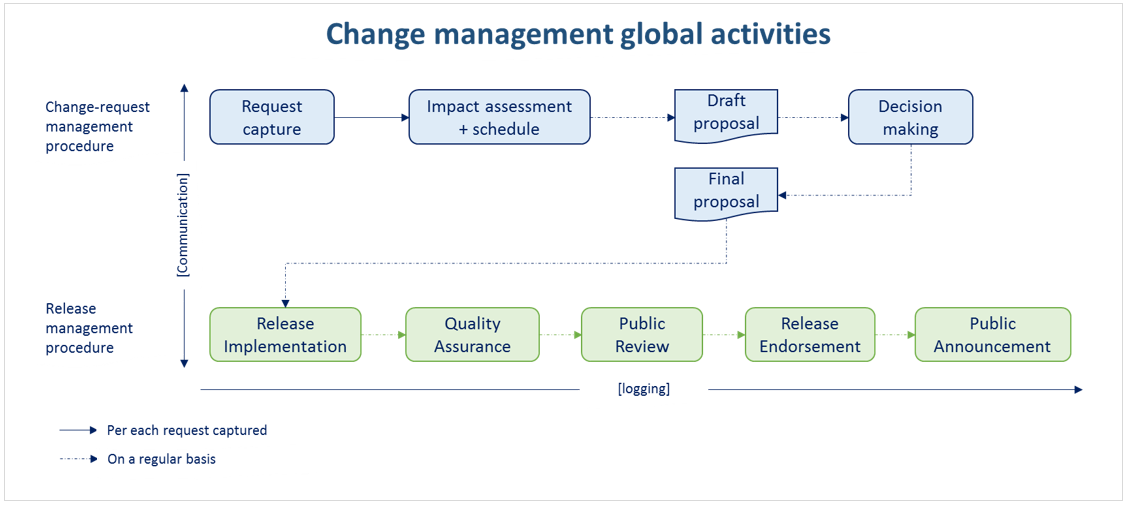 Change management global activities
Change-request
management
procedure
Request
capture
Impact assessment
+ schedule
Draft
proposal
Decision
making
Final
proposal
[Communication]
Release
management
procedure
Release
Implementation
Quality
Assurance
Public
Review
Release
Endorsement
Public
Announcement
[logging]
Per each request captured
On a regular basis